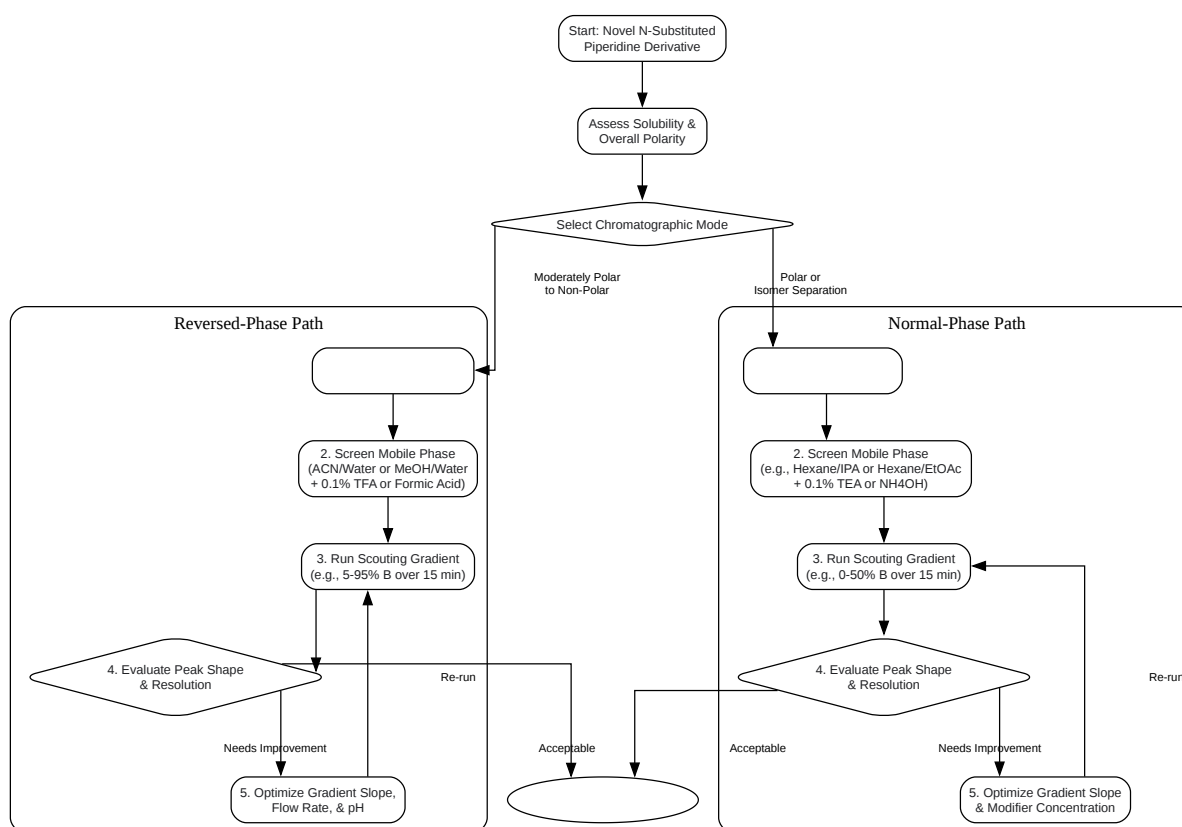 Start: Novel N-Substituted
Piperidine Derivative
Assess Solubility &
Overall Polarity
Select Chromatographic Mode
Moderately Polar
to Non-Polar
Polar or
Isomer Separation
Reversed-Phase Path
2. Screen Mobile Phase
(ACN/Water or MeOH/Water
+ 0.1% TFA or Formic Acid)
3. Run Scouting Gradient
(e.g., 5-95% B over 15 min)
4. Evaluate Peak Shape
& Resolution
Re-run
Needs Improvement
Acceptable
5. Optimize Gradient Slope,
Flow Rate, & pH
Normal-Phase Path
2. Screen Mobile Phase
(e.g., Hexane/IPA or Hexane/EtOAc
+ 0.1% TEA or NH4OH)
3. Run Scouting Gradient
(e.g., 0-50% B over 15 min)
4. Evaluate Peak Shape
& Resolution
Re-run
Acceptable
Needs Improvement
5. Optimize Gradient Slope
& Modifier Concentration